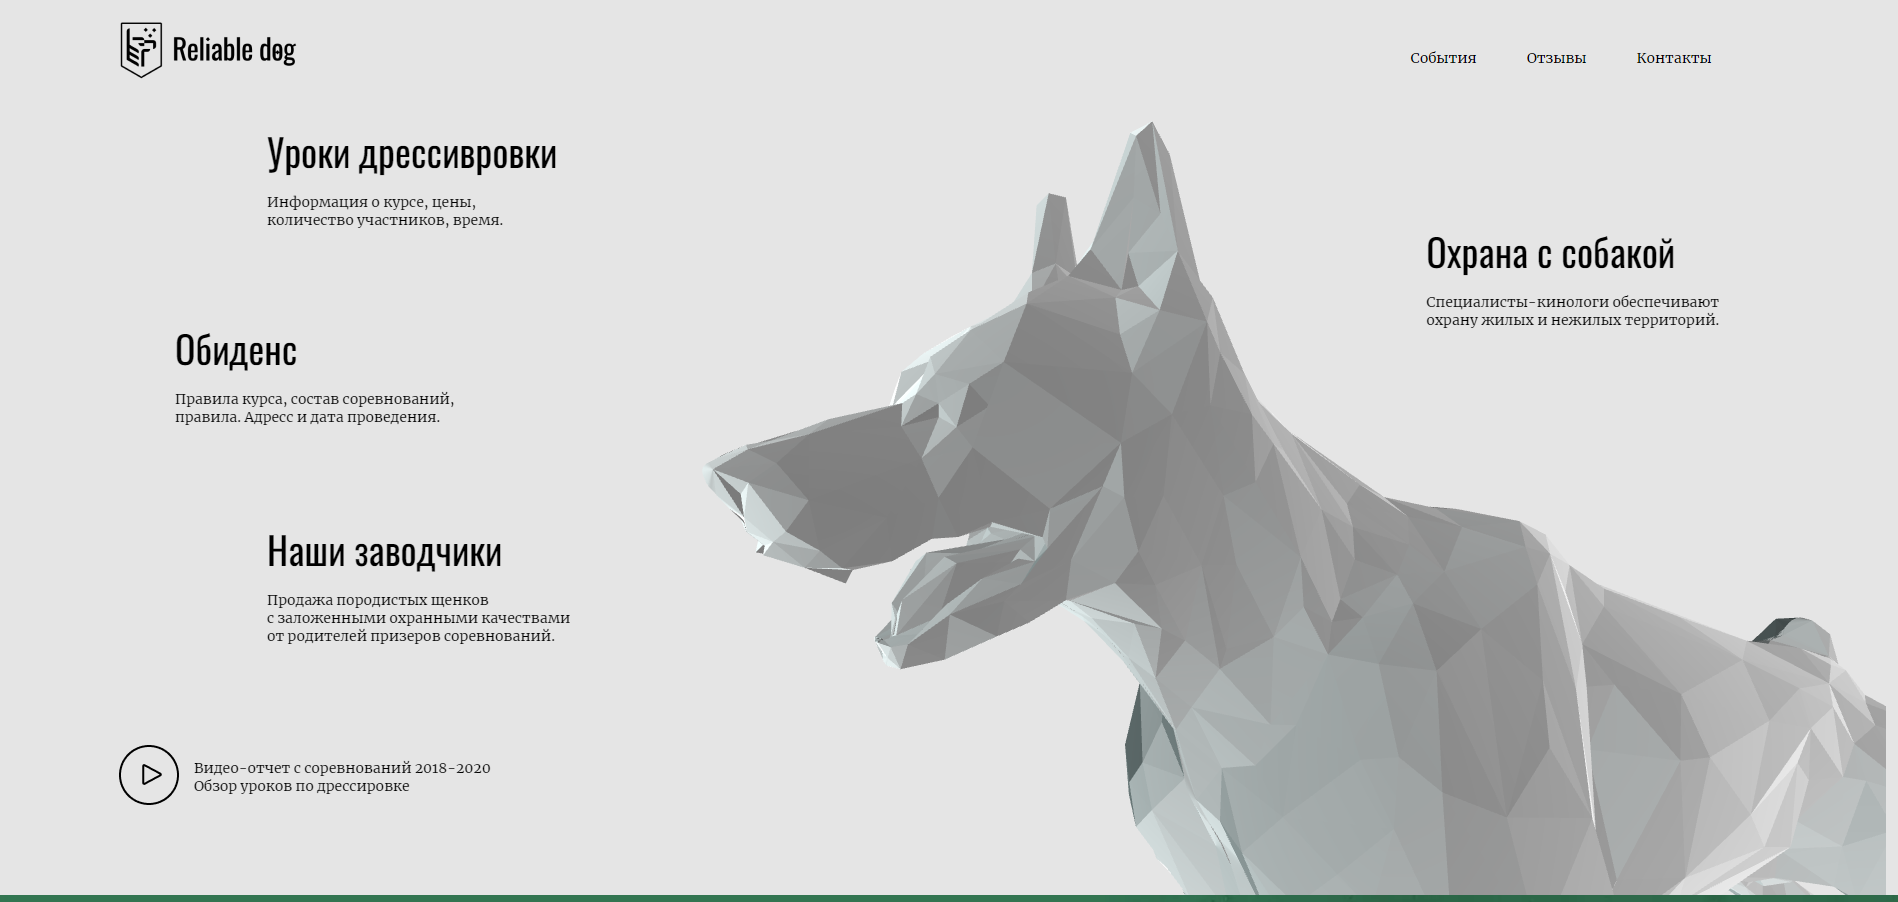 Reliable dog
События
Отзывы
Контакты
Уроки дрессивровки
Информация о курсе, цены,
количество участников, время.
Охрана с собакой
Специалисты-кинологи обеспечивают
охрану жилых и нежилых территорий.
Обиденс
Правила курса, состав соревнований,
правила. Адресс и дата проведения.
Наши заводчики
Продажа породистых щенков
с заложенными охранными качествами
от родителей призеров соревнований.
Видео-отчет с соревнований 2018-2020
Обзор уроков по дрессировке